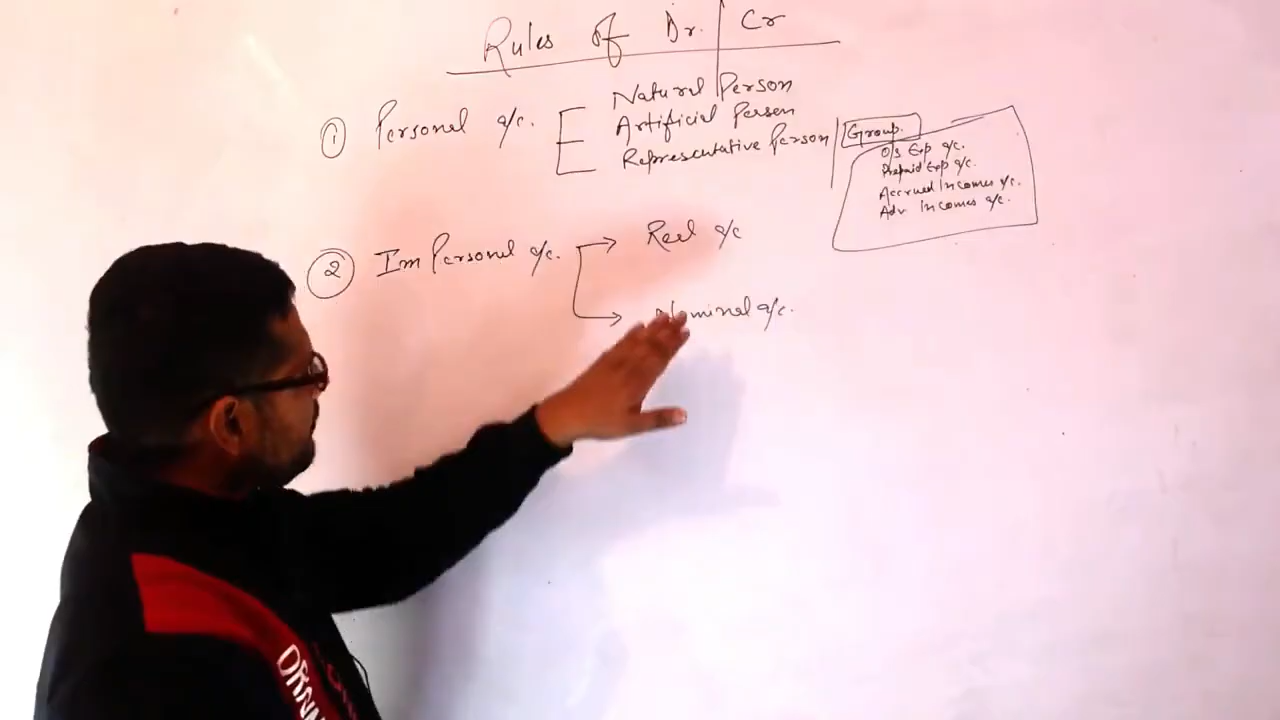 Rules of Dr. | Cr
① Personal a/c.
Natural Person
Artificial Person
Representative Person
Group.
O/s Exp a/c.
Prepaid Exp a/c.
Accrued Incomes a/c.
Adv. Incomes a/c.
② Im Personal a/c.
Real a/c
Nominal a/c.